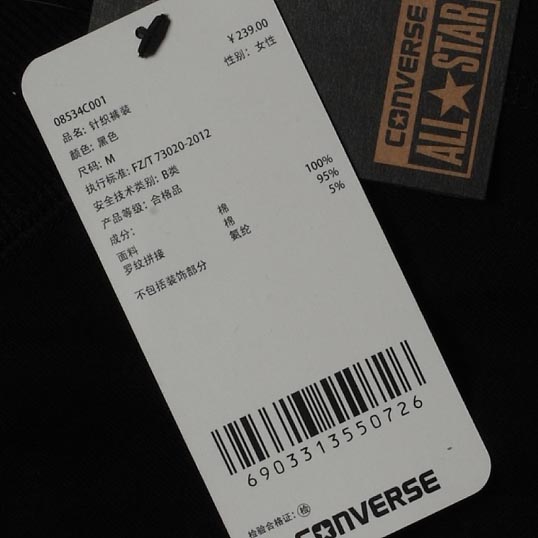 ¥239.00
性别: 女性
08534C001
品名: 针织裤装
颜色: 黑色
尺码: M
执行标准: FZ/T 73020-2012
安全技术类别: B类
产品等级: 合格品
成分:
面料 棉 100%
罗纹拼接 棉 95%
氨纶 5%
不包括装饰部分
6903313550726
检验合格证: 检
CONVERSE
CONVERSE
ALL STAR